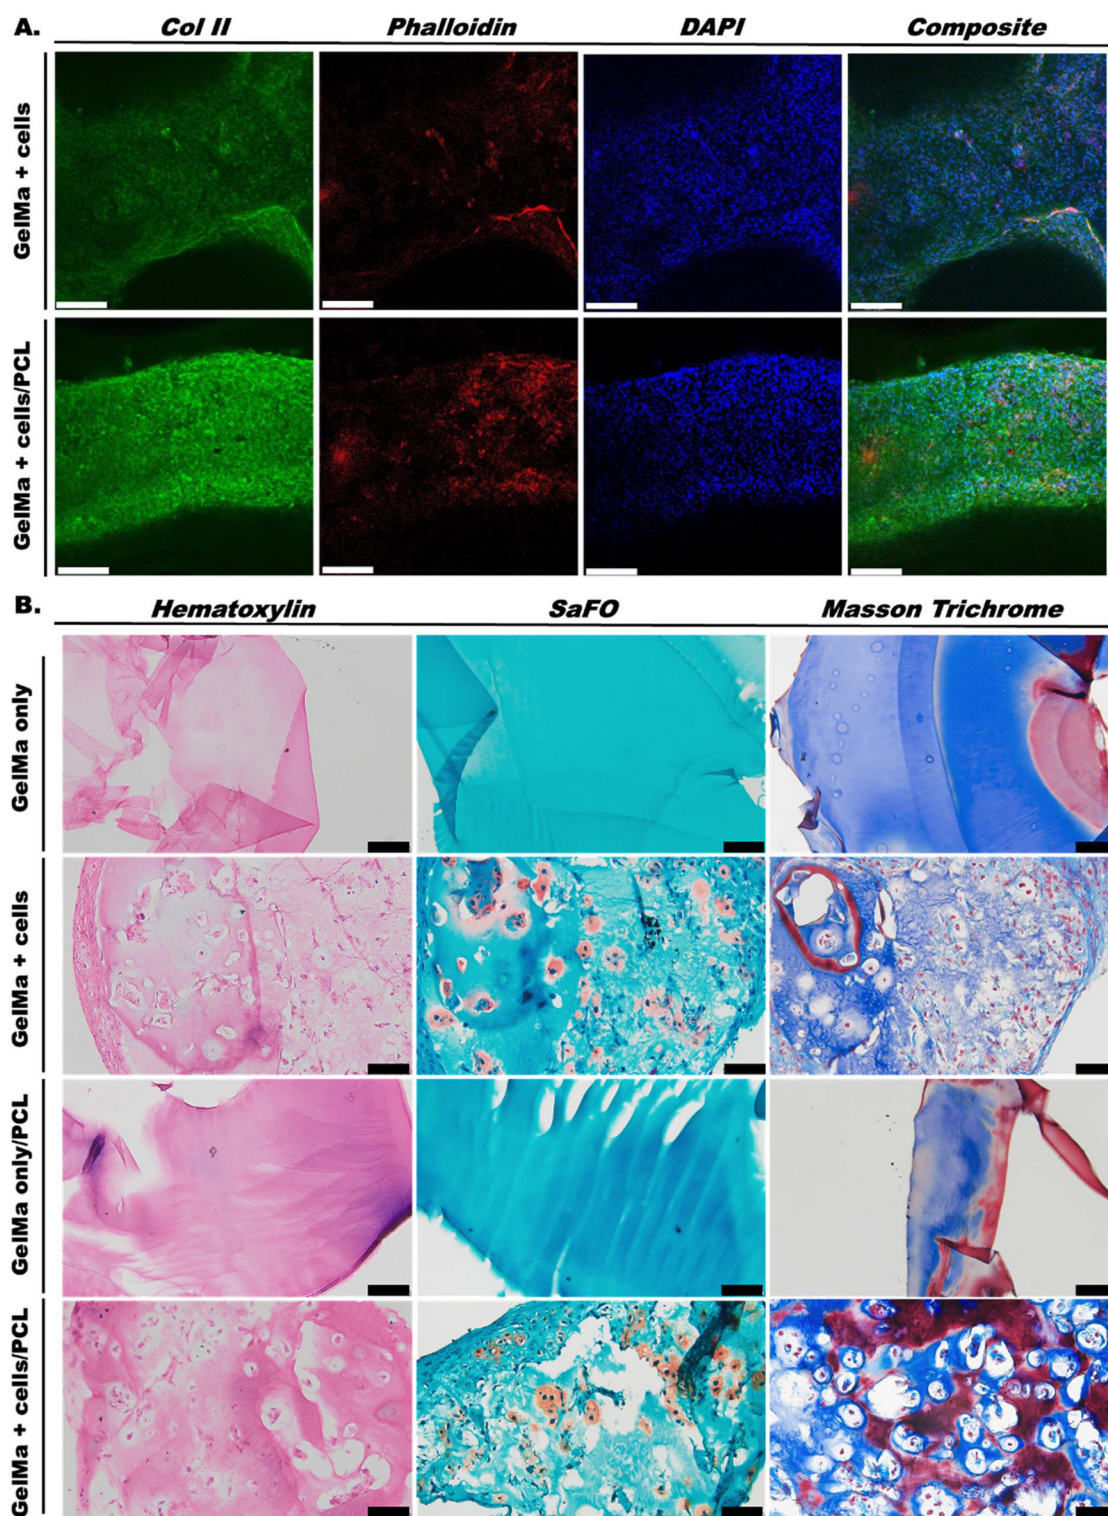 A.
Col II Phalloidin DAPI Composite
GelMa + cells
GelMa + cells/PCL
B.
Hematoxylin SaFO Masson Trichrome
GelMa only
GelMa + cells
GelMa only/PCL
GelMa + cells/PCL